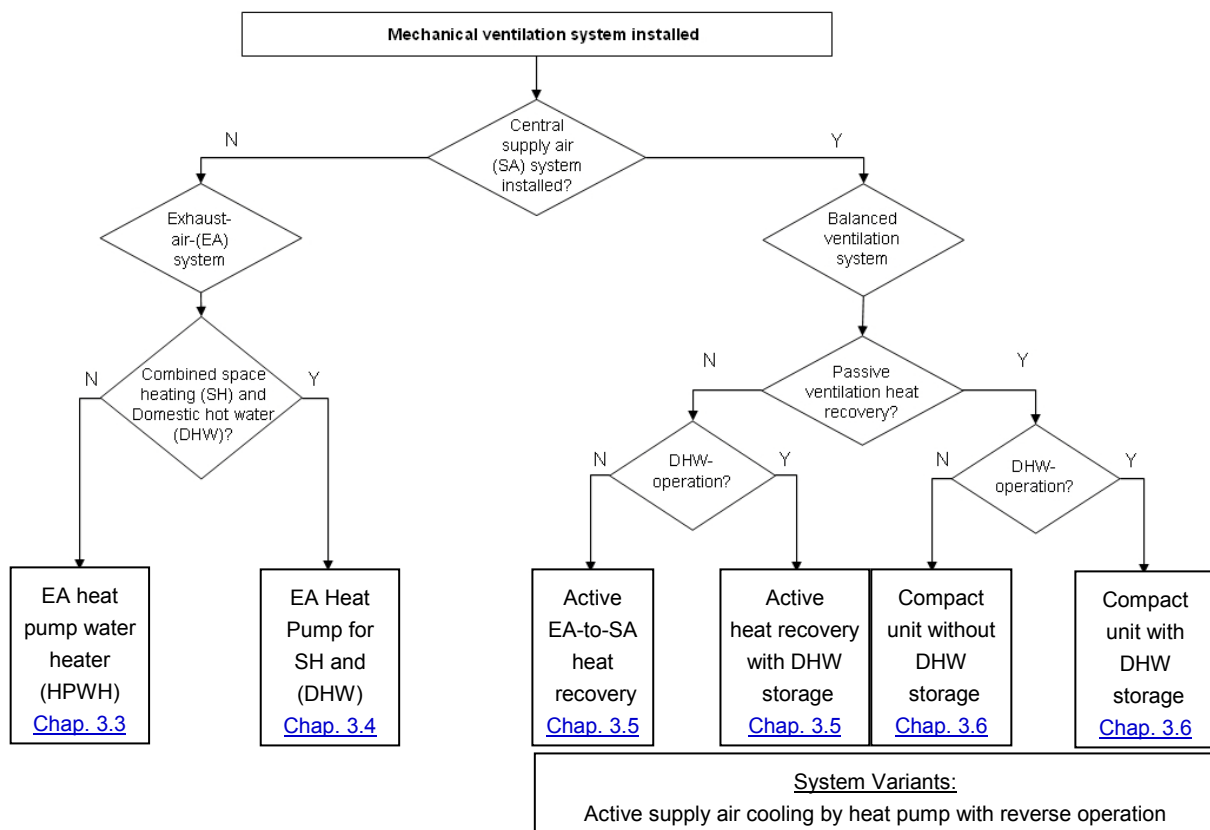 Mechanical ventilation system installed
Central
supply air
(SA) system
installed?
N
Y
Exhaust-
air-(EA)
system
Balanced
ventilation
system
Combined space
heating (SH) and
Domestic hot water
(DHW)?
N
Y
Passive
ventilation heat
recovery?
N
Y
DHW-
operation?
N
Y
DHW-
operation?
N
Y
EA heat
pump water
heater
(HPWH)
Chap. 3.3
EA Heat
Pump for
SH and
(DHW)
Chap. 3.4
Active
EA-to-SA
heat
recovery
Chap. 3.5
Active
heat recovery
with DHW
storage
Chap. 3.5
Compact
unit without
DHW
storage
Chap. 3.6
Compact
unit with
DHW
storage
Chap. 3.6
System Variants:
Active supply air cooling by heat pump with reverse operation